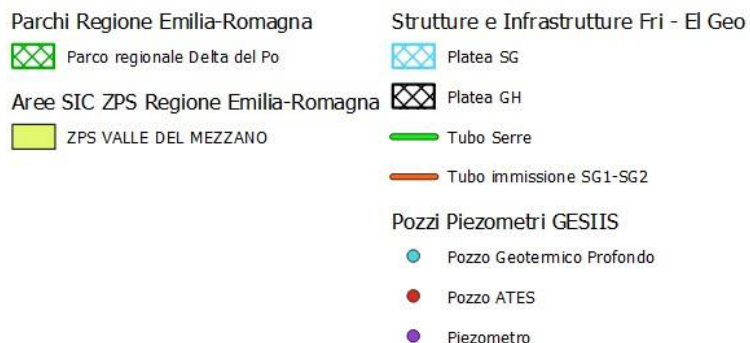 Parchi Regione Emilia-Romagna
Parco regionale Delta del Po
Aree SIC ZPS Regione Emilia-Romagna
ZPS VALLE DEL MEZZANO
Strutture e Infrastrutture Fri - El Geo
Platea SG
Platea GH
Tubo Serre
Tubo immissione SG1-SG2
Pozzi Piezometri GESIIS
Pozzo Geotermico Profondo
Pozzo ATES
Piezometro